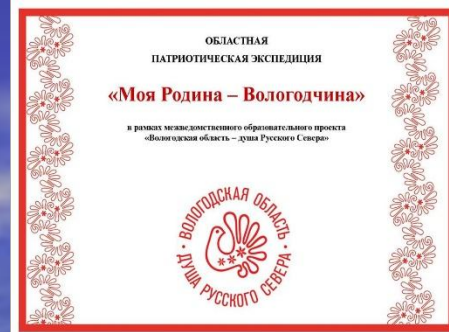 ОБЛАСТНАЯ
ПАТРИОТИЧЕСКАЯ ЭКСПЕДИЦИЯ
«Моя Родина – Вологодчина»
в рамках межведомственного образовательного проекта
«Вологодская область – душа Русского Севера»
ВОЛОГОДСКАЯ ОБЛАСТЬ
ДУША РУССКОГО СЕВЕРА